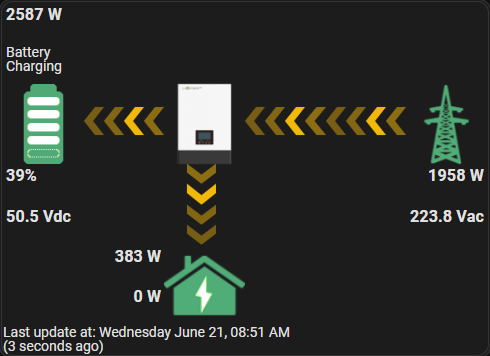 2587 W
Battery
Charging
39%
1958 W
50.5 Vdc
223.8 Vac
383 W
0 W
Last update at: Wednesday June 21, 08:51 AM
(3 seconds ago)